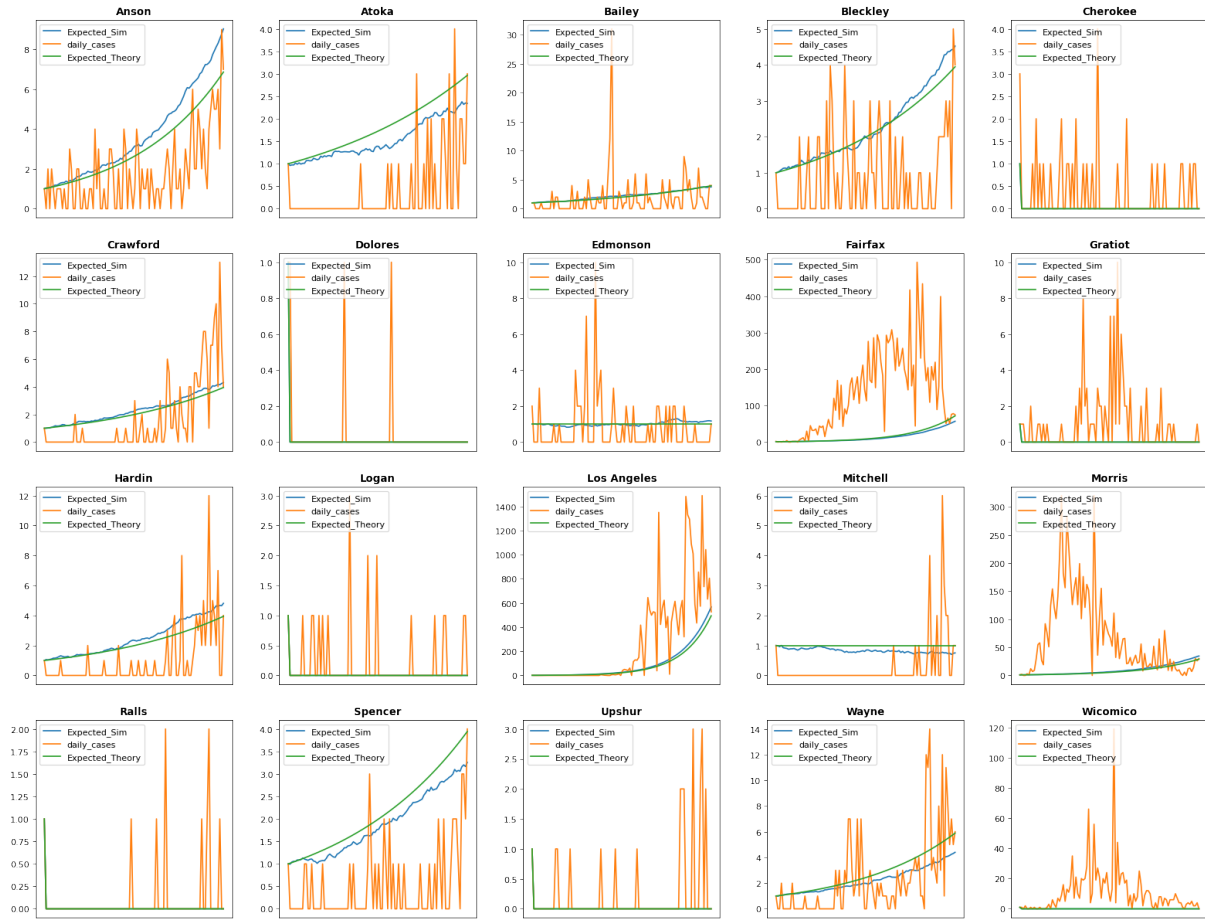 Anson
Expected_Sim
daily_cases
Expected_Theory
8
6
4
2
0
Atoka
Expected_Sim
daily_cases
Expected_Theory
4.0
3.5
3.0
2.5
2.0
1.5
1.0
0.5
0.0
Bailey
Expected_Sim
daily_cases
Expected_Theory
30
25
20
15
10
5
0
Bleckley
Expected_Sim
daily_cases
Expected_Theory
5
4
3
2
1
0
Cherokee
Expected_Sim
daily_cases
Expected_Theory
4.0
3.5
3.0
2.5
2.0
1.5
1.0
0.5
0.0
Crawford
Expected_Sim
daily_cases
Expected_Theory
12
10
8
6
4
2
0
Dolores
Expected_Sim
daily_cases
Expected_Theory
1.0
0.8
0.6
0.4
0.2
0.0
Edmonson
Expected_Sim
daily_cases
Expected_Theory
10
8
6
4
2
0
Fairfax
Expected_Sim
daily_cases
Expected_Theory
500
400
300
200
100
0
Gratiot
Expected_Sim
daily_cases
Expected_Theory
10
8
6
4
2
0
Hardin
Expected_Sim
daily_cases
Expected_Theory
12
10
8
6
4
2
0
Logan
Expected_Sim
daily_cases
Expected_Theory
3.0
2.5
2.0
1.5
1.0
0.5
0.0
Los Angeles
Expected_Sim
daily_cases
Expected_Theory
1400
1200
1000
800
600
400
200
0
Mitchell
Expected_Sim
daily_cases
Expected_Theory
6
5
4
3
2
1
0
Morris
Expected_Sim
daily_cases
Expected_Theory
300
250
200
150
100
50
0
Ralls
Expected_Sim
daily_cases
Expected_Theory
2.00
1.75
1.50
1.25
1.00
0.75
0.50
0.25
0.00
Spencer
Expected_Sim
daily_cases
Expected_Theory
4.0
3.5
3.0
2.5
2.0
1.5
1.0
0.5
0.0
Upshur
Expected_Sim
daily_cases
Expected_Theory
3.0
2.5
2.0
1.5
1.0
0.5
0.0
Wayne
Expected_Sim
daily_cases
Expected_Theory
14
12
10
8
6
4
2
0
Wicomico
Expected_Sim
daily_cases
Expected_Theory
120
100
80
60
40
20
0